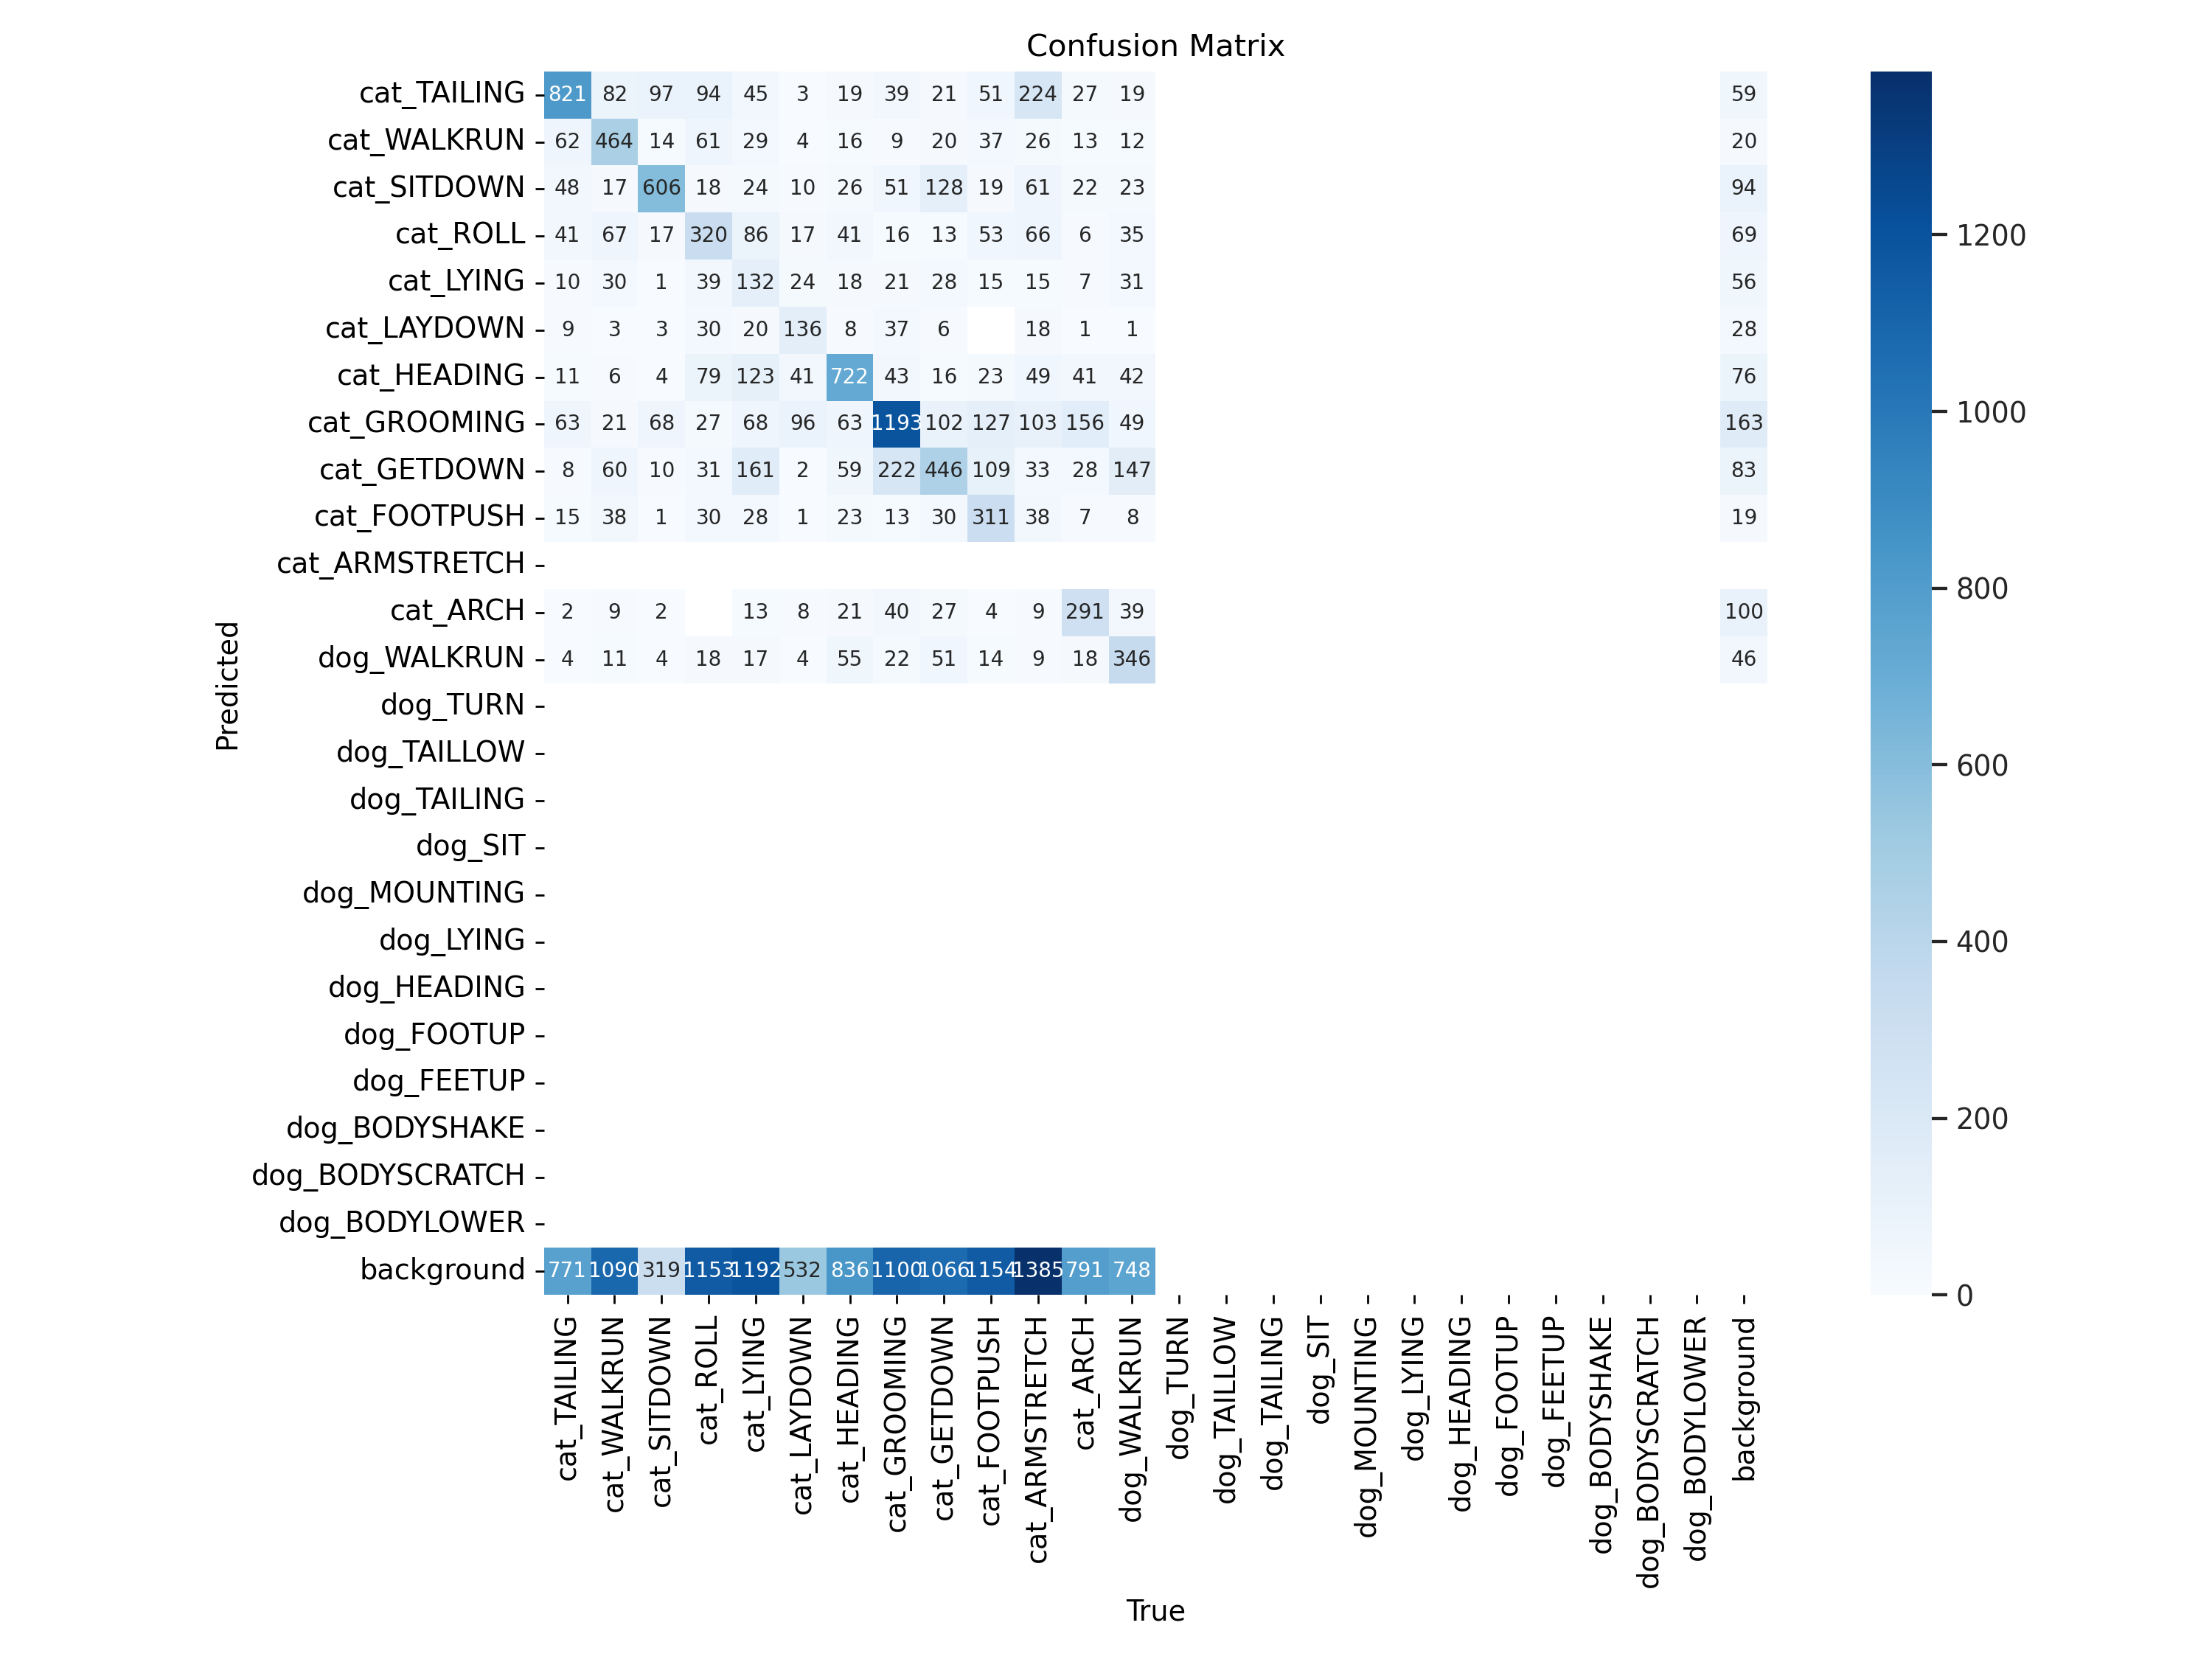 Confusion Matrix
cat_TAILING 821 82 97 94 45 3 19 39 21 51 224 27 19 59
cat_WALKRUN 62 464 14 61 29 4 16 9 20 37 26 13 12 20
cat_SITDOWN 48 17 606 18 24 10 26 51 128 19 61 22 23 94
cat_ROLL 41 67 17 320 86 17 41 16 13 53 66 6 35 69
cat_LYING 10 30 1 39 132 24 18 21 28 15 15 7 31 56
cat_LAYDOWN 9 3 3 30 20 136 8 37 6 18 1 1 28
cat_HEADING 11 6 4 79 123 41 722 43 16 23 49 41 42 76
cat_GROOMING 63 21 68 27 68 96 63 1193 102 127 103 156 49 163
cat_GETDOWN 8 60 10 31 161 2 59 222 446 109 33 28 147 83
cat_FOOTPUSH 15 38 1 30 28 1 23 13 30 311 38 7 8 19
cat_ARMSTRETCH
cat_ARCH 2 9 2 13 8 21 40 27 4 9 291 39 100
dog_WALKRUN 4 11 4 18 17 4 55 22 51 14 9 18 346 46
dog_TURN
dog_TAILLOW
dog_TAILING
dog_SIT
dog_MOUNTING
dog_LYING
dog_HEADING
dog_FOOTUP
dog_FEETUP
dog_BODYSHAKE
dog_BODYSCRATCH
dog_BODYLOWER
background 771 1090 319 1153 1192 532 836 1100 1066 1154 1385 791 748
Predicted
cat_TAILING
cat_WALKRUN
cat_SITDOWN
cat_ROLL
cat_LYING
cat_LAYDOWN
cat_HEADING
cat_GROOMING
cat_GETDOWN
cat_FOOTPUSH
cat_ARMSTRETCH
cat_ARCH
dog_WALKRUN
dog_TURN
dog_TAILLOW
dog_TAILING
dog_SIT
dog_MOUNTING
dog_LYING
dog_HEADING
dog_FOOTUP
dog_FEETUP
dog_BODYSHAKE
dog_BODYSCRATCH
dog_BODYLOWER
background
True
1200
1000
800
600
400
200
0